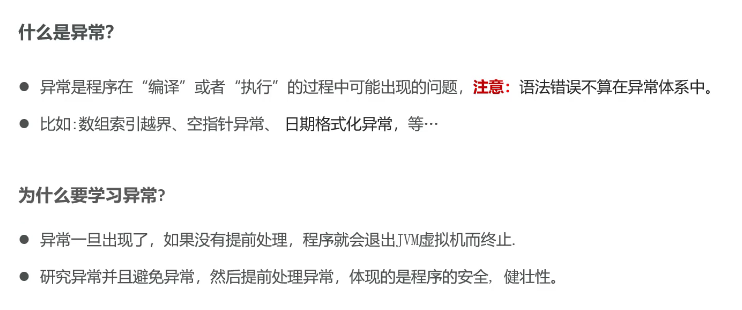 什么是异常?
● 异常是程序在“编译”或者“执行”的过程中可能出现的问题，注意：语法错误不算在异常体系中。
● 比如:数组索引越界、空指针异常、 日期格式化异常，等…
为什么要学习异常?
● 异常一旦出现了，如果没有提前处理，程序就会退出JVM虚拟机而终止.
● 研究异常并且避免异常，然后提前处理异常，体现的是程序的安全, 健壮性。